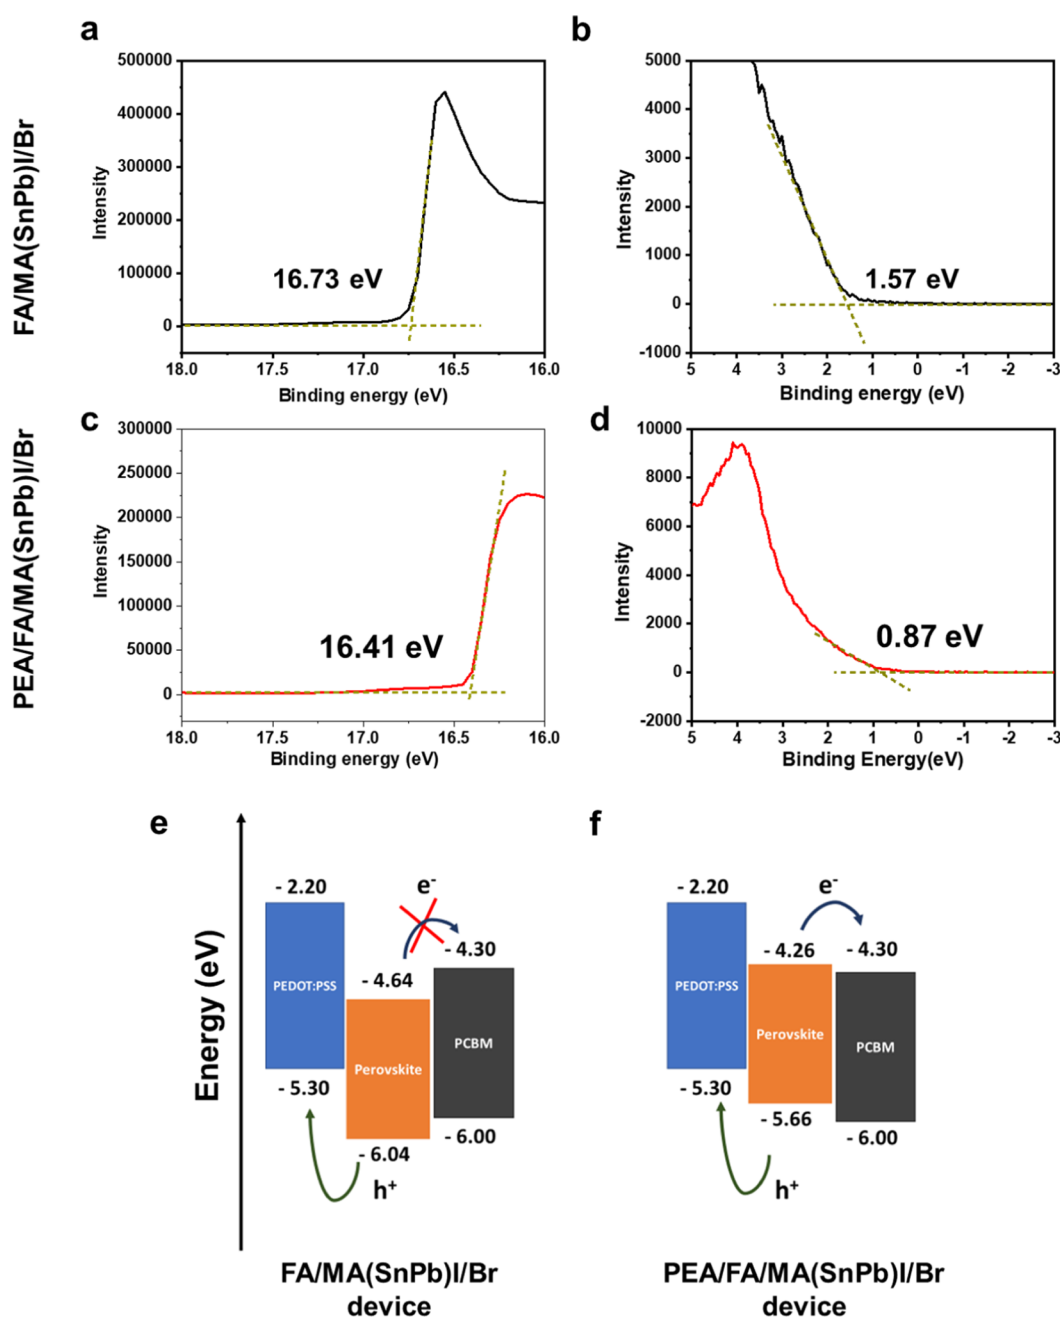 a
FA/MA(SnPb)I/Br
Intensity
500000
400000
300000
200000
100000
0
16.73 eV
18.0 17.5 17.0 16.5 16.0
Binding energy (eV)
b
Intensity
5000
4000
3000
2000
1000
0
-1000
1.57 eV
5 4 3 2 1 0 -1 -2 -3
Binding energy (eV)
c
PEA/FA/MA(SnPb)I/Br
Intensity
300000
250000
200000
150000
100000
50000
0
16.41 eV
18.0 17.5 17.0 16.5 16.0
Binding energy (eV)
d
Intensity
10000
8000
6000
4000
2000
0
-2000
0.87 eV
5 4 3 2 1 0 -1 -2 -3
Binding Energy(eV)
e
Energy (eV)
- 2.20
e-
- 4.30
- 4.64
PEDOT:PSS
PCBM
Perovskite
- 5.30
- 6.00
- 6.04
h+
FA/MA(SnPb)I/Br
device
f
- 2.20
e-
- 4.26
- 4.30
PEDOT:PSS
Perovskite
PCBM
- 5.30
- 5.66
- 6.00
h+
PEA/FA/MA(SnPb)I/Br
device